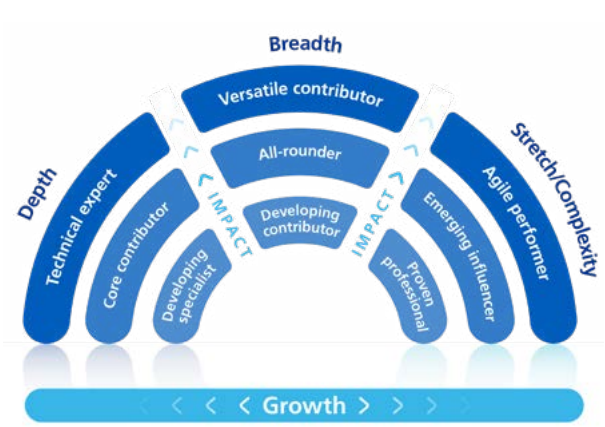 Breadth
Versatile contributor
All-rounder
Developing
contributor
Depth
Technical expert
Core contributor
Developing
specialist
IMPACT
IMPACT
Stretch/Complexity
Agile performer
Emerging influencer
Proven
professional
< < < < Growth > > > >